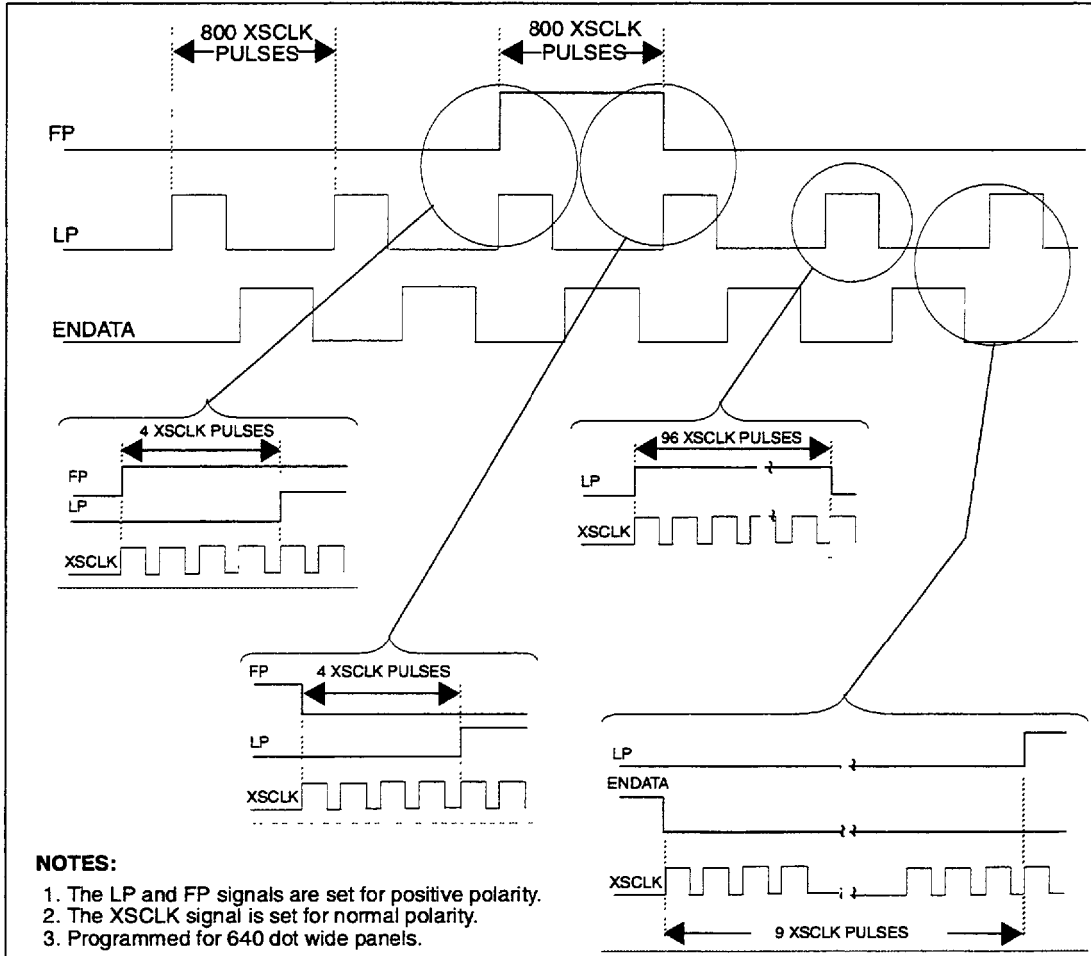 800 XSCLK
PULSES
800 XSCLK
PULSES
FP
LP
ENDATA
4 XSCLK PULSES
FP
LP
XSCLK
96 XSCLK PULSES
LP
XSCLK
4 XSCLK PULSES
FP
LP
XSCLK
LP
ENDATA
XSCLK
9 XSCLK PULSES
NOTES:
1. The LP and FP signals are set for positive polarity.
2. The XSCLK signal is set for normal polarity.
3. Programmed for 640 dot wide panels.